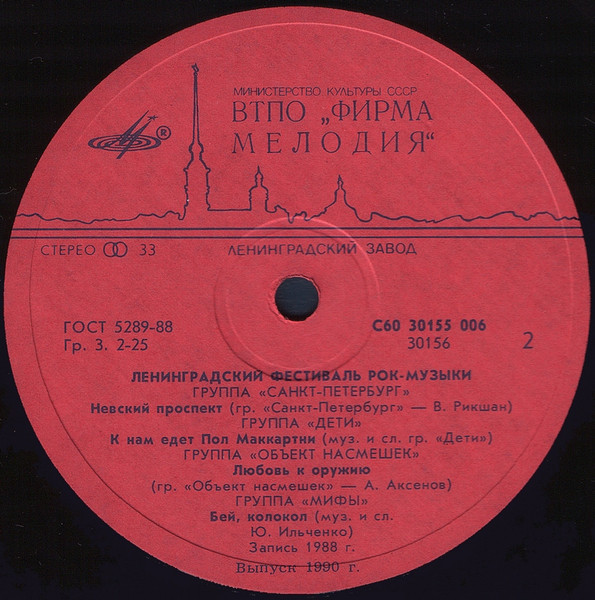 МИНИСТЕРСТВО КУЛЬТУРЫ СССР
ВТПО „ФИРМА
МЕЛОДИЯ“
®
СТЕРЕО 33
ЛЕНИНГРАДСКИЙ ЗАВОД
ГОСТ 5289-88
Гр. 3. 2-25
С60 30155 006
30156
2
ЛЕНИНГРАДСКИЙ ФЕСТИВАЛЬ РОК-МУЗЫКИ
ГРУППА «САНКТ-ПЕТЕРБУРГ»
Невский проспект (гр. «Санкт-Петербург» — В. Рикшан)
ГРУППА «ДЕТИ»
К нам едет Пол Маккартни (муз. и сл. гр. «Дети»)
ГРУППА «ОБЪЕКТ НАСМЕШЕК»
Любовь к оружию
(гр. «Объект насмешек» — А. Аксенов)
ГРУППА «МИФЫ»
Бей, колокол (муз. и сл.
Ю. Ильченко)
Запись 1988 г.
Выпуск 1990 г.